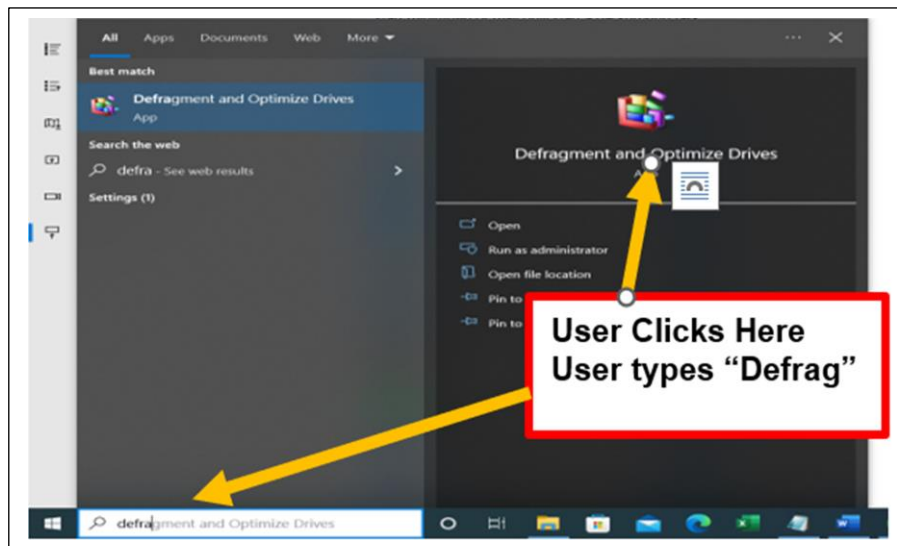 All Apps Documents Web More
Best match
Defragment and Optimize Drives
App
Search the web
defra - See web results
Settings (1)
Defragment and Optimize Drives
Open
Run as administrator
Open file location
Pin to
Pin to
User Clicks Here
User types “Defrag”
defragment and Optimize Drives